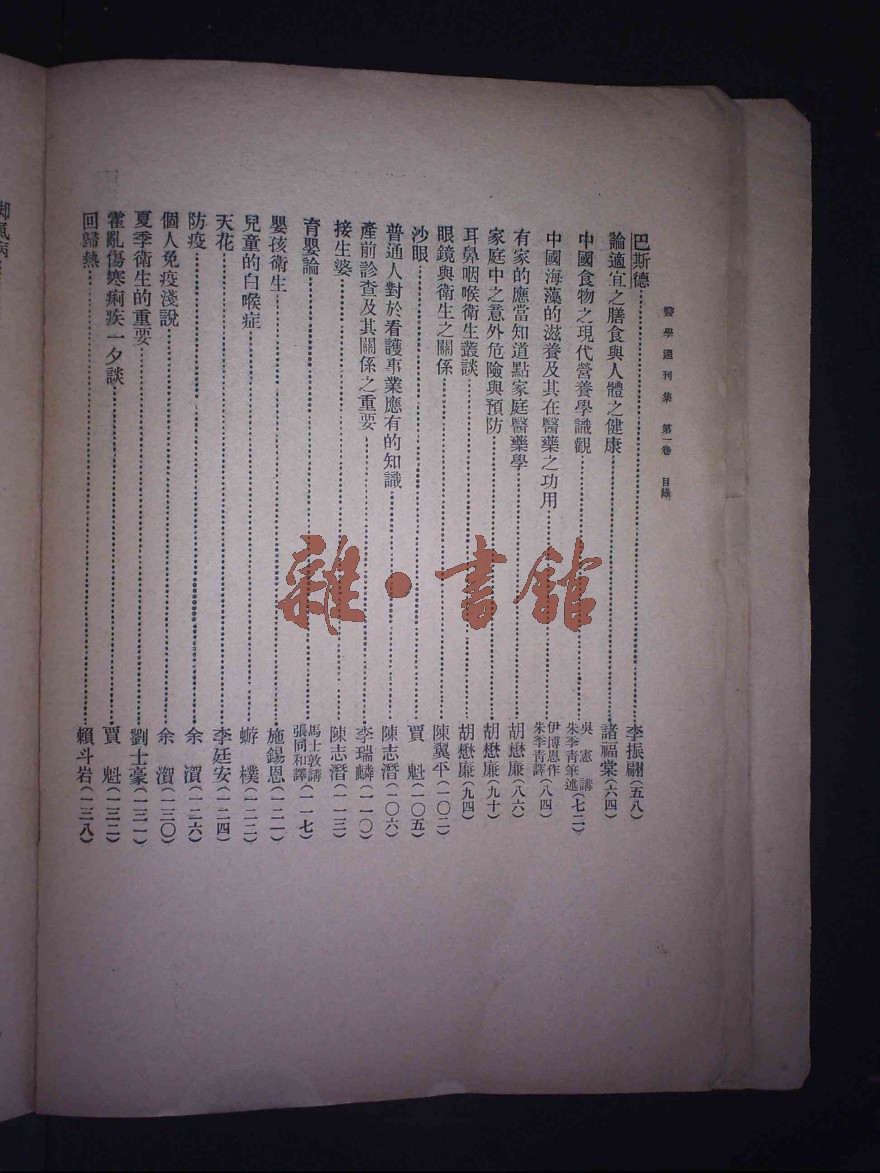 醫學週刊集 第一卷 目錄
巴斯德……李振翩(五八)
論適宜之膳食與人體之健康……諸福棠(六四)
中國食物之現代營養學識觀……吳憲講 朱季青筆述(七二)
中國海藻的滋養及其在醫藥之功用……伊博恩作 朱季青譯(八四)
有家的應當知道點家庭醫藥學……胡懋廉(八六)
家庭中之意外危險與預防……胡懋廉(九十)
耳鼻咽喉衛生叢談……胡懋廉(九四)
眼鏡與衛生之關係……陳翼平(一〇二)
沙眼……賈魁(一〇五)
普通人對於看護事業應有的知識……陳志潛(一〇六)
產前診查及其關係之重要……李瑞麟(一一〇)
接生婆……陳志潛(一一三)
育嬰論……馬士敦講 張同和譯(一一七)
嬰孩衛生……施錫恩(一二一)
兒童的白喉症……蝣樸(一二二)
天花……李廷安(一二四)
防疫……余㵑(一二六)
個人免疫淺說……余㵑(一三〇)
夏季衛生的重要……劉士豪(一三一)
霍亂傷寒痢疾一夕談……賈魁(一三二)
回歸熱……賴斗岩(一三八)
脚氣病
雜·書館